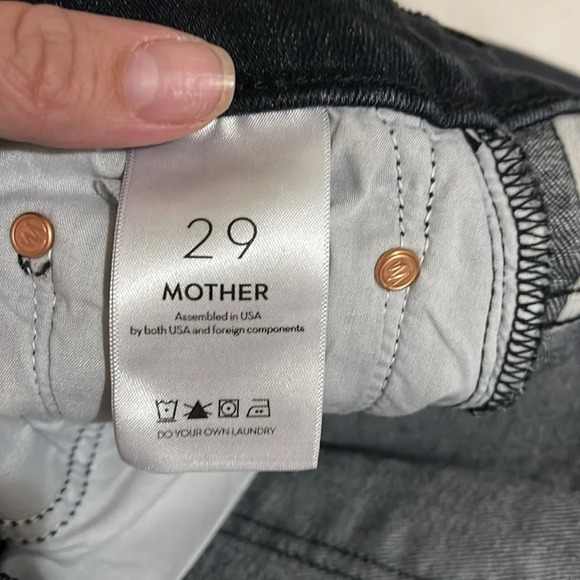 29
MOTHER
Assembled in USA
by both USA and foreign components
DO YOUR OWN LAUNDRY